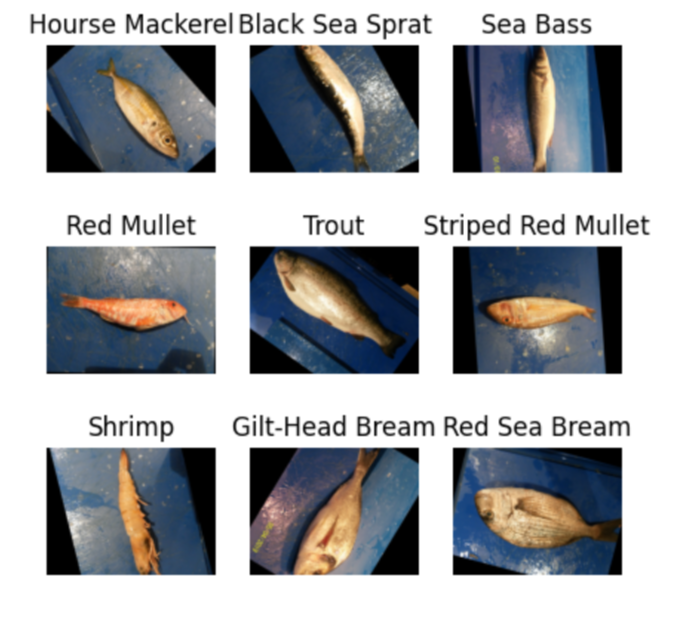 Hourse Mackerel Black Sea Sprat Sea Bass
Red Mullet Trout Striped Red Mullet
Shrimp Gilt-Head Bream Red Sea Bream